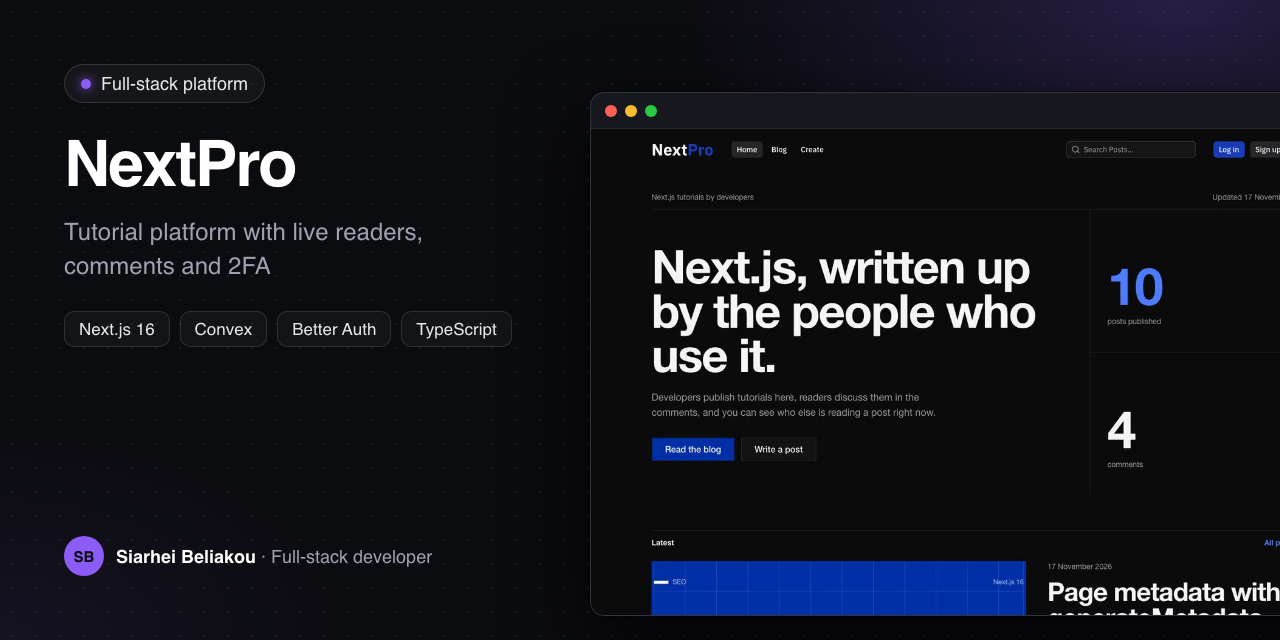 Full-stack platform
NextPro
Tutorial platform with live readers,
comments and 2FA
Next.js 16
Convex
Better Auth
TypeScript
SB
Siarhei Beliakou · Full-stack developer
NextPro
Home
Blog
Create
Search Posts...
Log in
Sign up
Next.js tutorials by developers
Updated 17
Next.js, written up
by the people who
use it.
Developers publish tutorials here, readers discuss them in the
comments, and you can see who else is reading a post right now.
Read the blog
Write a post
10
posts published
4
comments
Latest
All
SEO
Next.js 16
17 November 2026
Page metadata with
generateMetadata